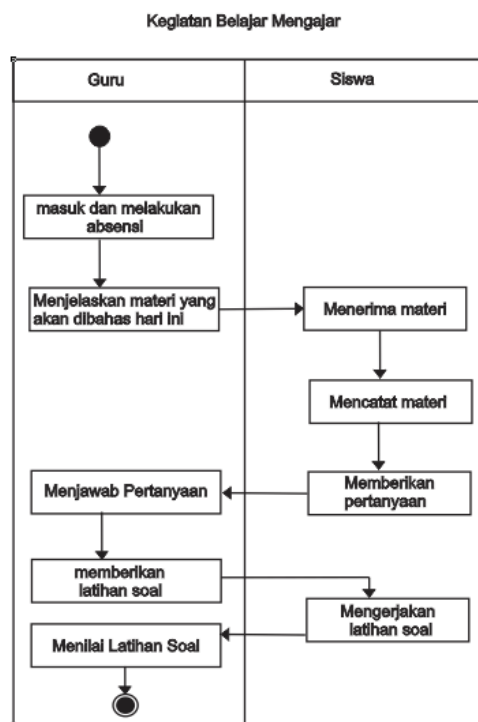 Kegiatan Belajar Mengajar
Guru
Siswa
masuk dan melakukan
absensi
Menjelaskan materi yang
akan dibahas hari ini
Menerima materi
Mencatat materi
Memberikan
pertanyaan
Menjawab Pertanyaan
memberikan
latihan soal
Mengerjakan
latihan soal
Menilai Latihan Soal